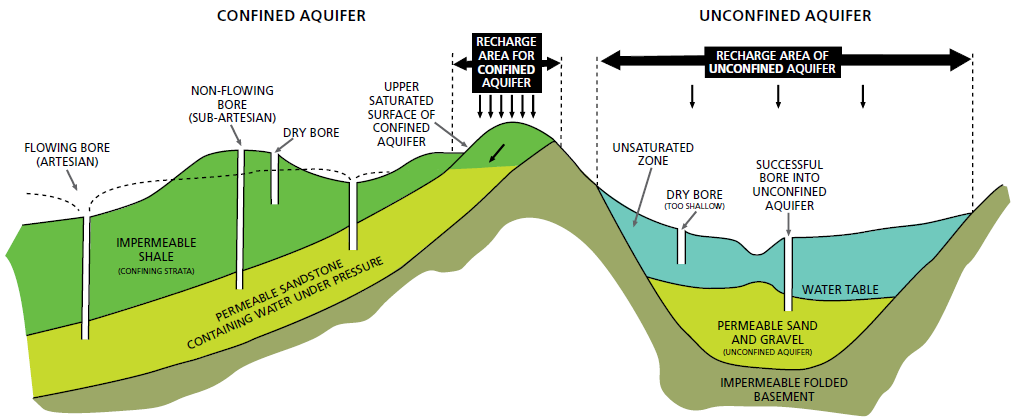 CONFINED AQUIFER
UNCONFINED AQUIFER
RECHARGE
AREA FOR
CONFINED
AQUIFER
RECHARGE AREA OF
UNCONFINED AQUIFER
NON-FLOWING
BORE
(SUB-ARTESIAN)
DRY BORE
UPPER
SATURATED
SURFACE OF
CONFINED
AQUIFER
FLOWING BORE
(ARTESIAN)
UNSATURATED
ZONE
DRY BORE
(TOO SHALLOW)
SUCCESSFUL
BORE INTO
UNCONFINED
AQUIFER
IMPERMEABLE
SHALE
(CONFINING STRATA)
PERMEABLE SANDSTONE
CONTAINING WATER UNDER PRESSURE
WATER TABLE
PERMEABLE SAND
AND GRAVEL
(UNCONFINED AQUIFER)
IMPERMEABLE FOLDED
BASEMENT